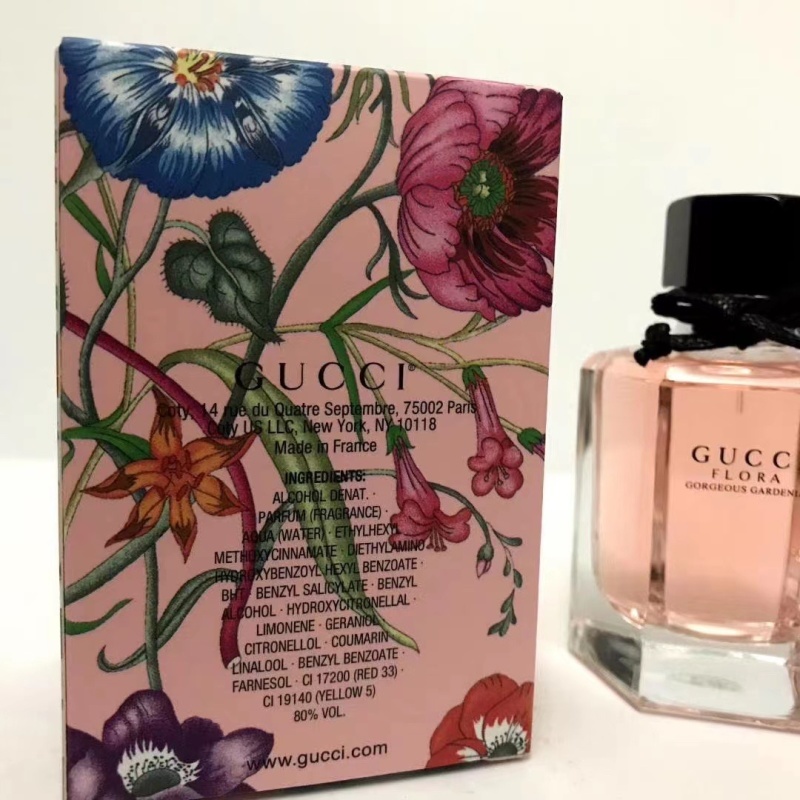 GUCCI®
Coty, 14 rue du Quatre Septembre, 75002 Paris
Coty US LLC, New York, NY 10118
Made in France
INGREDIENTS:
ALCOHOL DENAT. ·
PARFUM (FRAGRANCE) ·
AQUA (WATER) · ETHYLHEXYL
METHOXYCINNAMATE · DIETHYLAMINO
HYDROXYBENZOYL HEXYL BENZOATE ·
BHT · BENZYL SALICYLATE · BENZYL
ALCOHOL · HYDROXYCITRONELLAL ·
LIMONENE · GERANIOL ·
CITRONELLOL · COUMARIN ·
LINALOOL · BENZYL BENZOATE ·
FARNESOL · CI 17200 (RED 33) ·
CI 19140 (YELLOW 5)
80% VOL.
www.gucci.com
GUCC
FLORA
GORGEOUS GARDENI